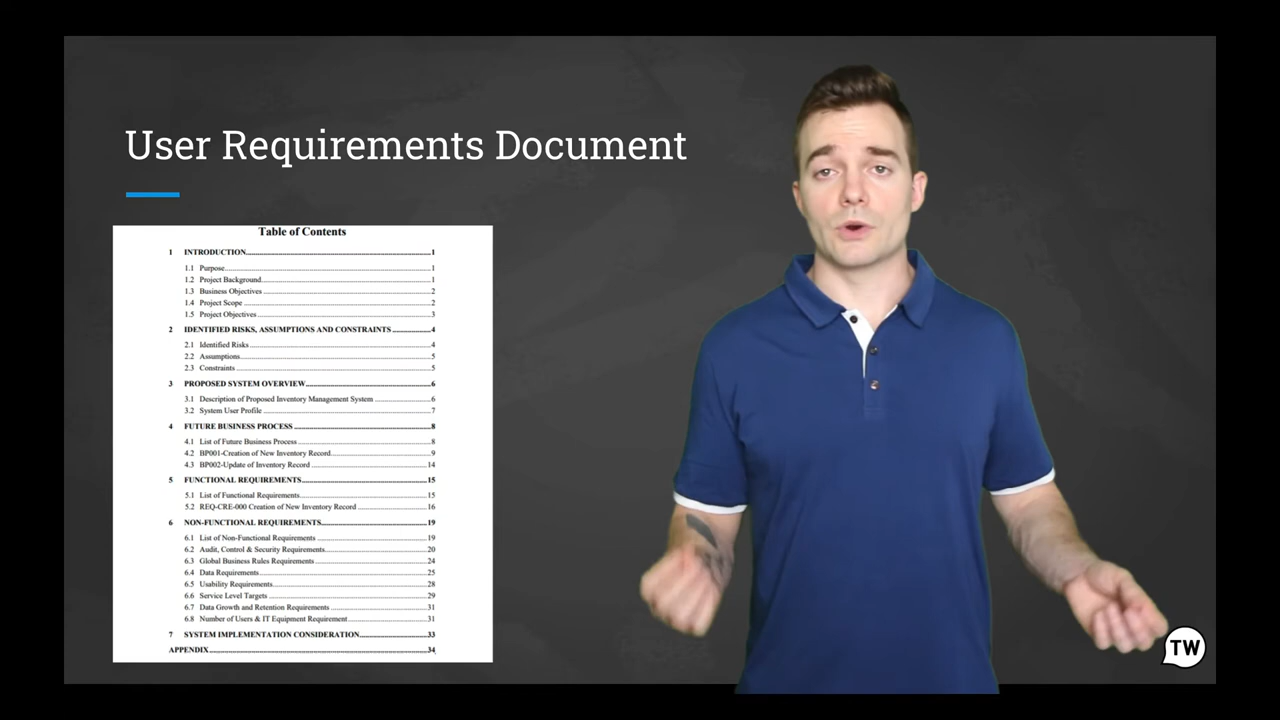 User Requirements Document
Table of Contents
1 INTRODUCTION..........1
1.1 Purpose..........1
1.2 Project Background..........1
1.3 Business Objectives..........2
1.4 Project Scope..........2
1.5 Project Objectives..........3
2 IDENTIFIED RISKS, ASSUMPTIONS AND CONSTRAINTS..........4
2.1 Identified Risks..........4
2.2 Assumptions..........5
2.3 Constraints..........5
3 PROPOSED SYSTEM OVERVIEW..........6
3.1 Description of Proposed Inventory Management System..........6
3.2 System User Profile..........7
4 FUTURE BUSINESS PROCESS..........8
4.1 List of Future Business Process..........8
4.2 BP001-Creation of New Inventory Record..........9
4.3 BP002-Update of Inventory Record..........14
5 FUNCTIONAL REQUIREMENTS..........15
5.1 List of Functional Requirements..........15
5.2 REQ-CRE-000 Creation of New Inventory Record..........16
6 NON-FUNCTIONAL REQUIREMENTS..........19
6.1 List of Non-Functional Requirements..........19
6.2 Audit, Control & Security Requirements..........20
6.3 Global Business Rules Requirements..........24
6.4 Data Requirements..........25
6.5 Usability Requirements..........28
6.6 Service Level Targets..........29
6.7 Data Growth and Retention Requirements..........31
6.8 Number of Users & IT Equipment Requirement..........31
7 SYSTEM IMPLEMENTATION CONSIDERATION..........33
APPENDIX..........34
TW